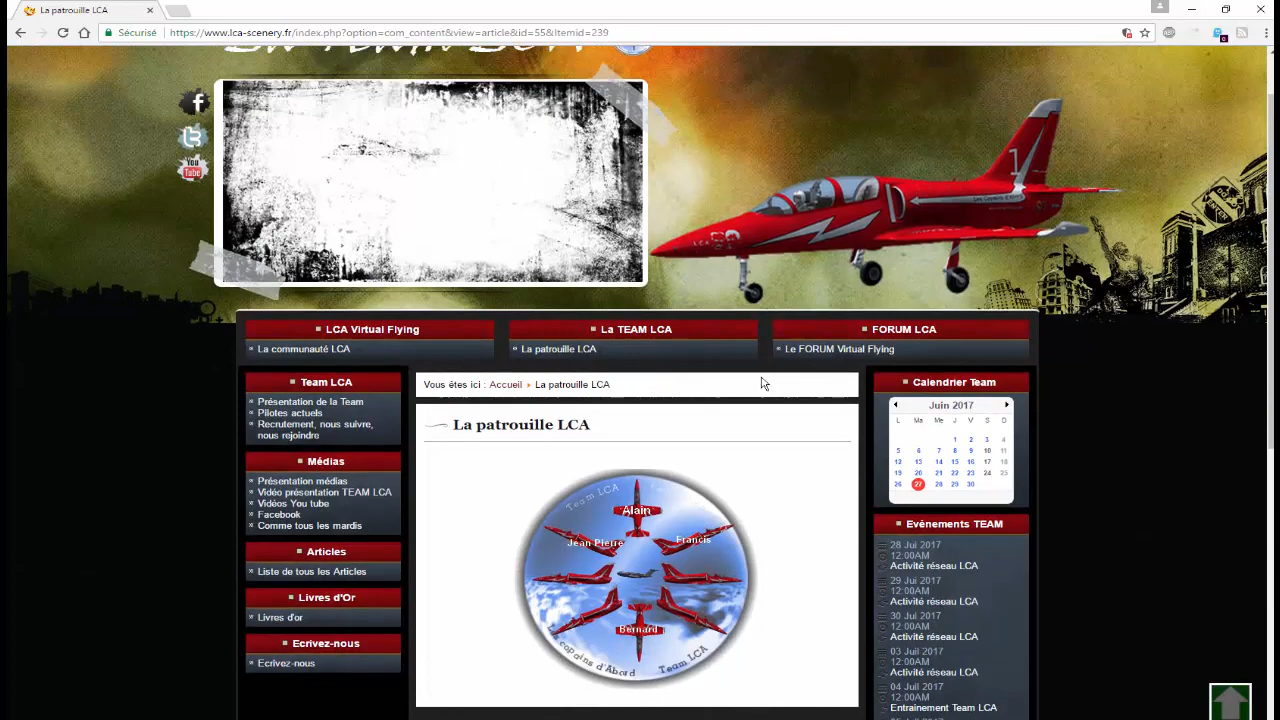 La patrouille LCA
Sécurisé
https://www.lca-scenery.fr/index.php?option=com_content&view=article&id=55&Itemid=239
f
You
Tube
1
LCA
DO
ENTER
LCA Virtual Flying
La TEAM LCA
FORUM LCA
La communauté LCA
La patrouille LCA
Le FORUM Virtual Flying
Team LCA
Présentation de la Team
Pilotes actuels
Recrutement, nous suivre,
nous rejoindre
Médias
Présentation médias
Vidéo présentation TEAM LCA
Vidéos You tube
Facebook
Comme tous les mardis
Articles
Liste de tous les Articles
Livres d'Or
Livres d'or
Ecrivez-nous
Ecrivez-nous
Vous êtes ici : Accueil La patrouille LCA
La patrouille LCA
Team LCA
Alain
Jean Pierre
Francis
Bernard
copains d'Abord
Team LCA
Calendrier Team
Juin 2017
L Ma Me J V S D
1 2 3 4
5 6 7 8 9 10 11
12 13 14 15 16 17 18
19 20 21 22 23 24 25
26 27 28 29 30
Evénements TEAM
28 Jui 2017
12:00AM
Activité réseau LCA
29 Jui 2017
12:00AM
Activité réseau LCA
30 Jui 2017
12:00AM
Activité réseau LCA
03 Juil 2017
12:00AM
Activité réseau LCA
04 Juil 2017
12:00AM
Entrainement Team LCA